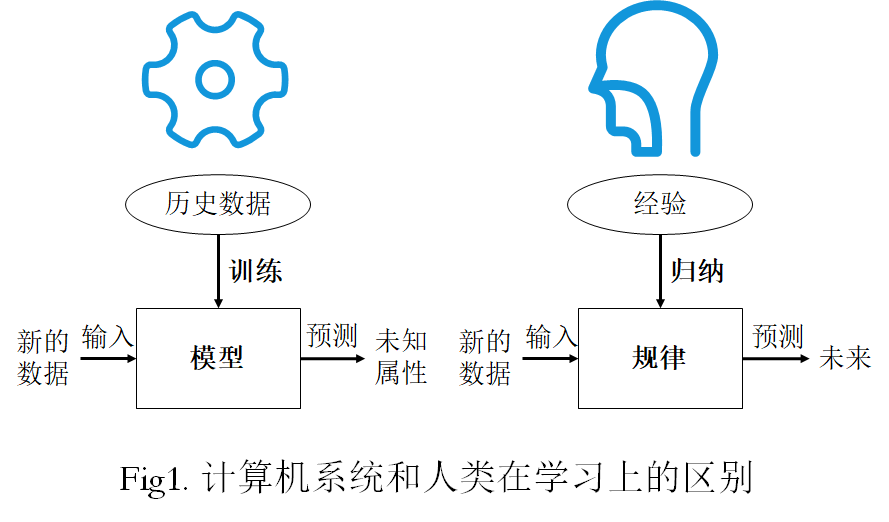 历史数据
训练
新的
数据
输入
模型
预测
未知
属性
经验
归纳
新的
数据
输入
规律
预测
未来
Fig1. 计算机系统和人类在学习上的区别